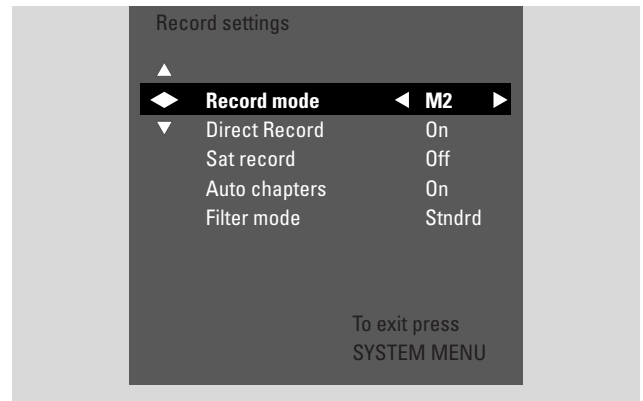 Record settings
Record mode M2
Direct Record On
Sat record Off
Auto chapters On
Filter mode Stndrd
To exit press
SYSTEM MENU